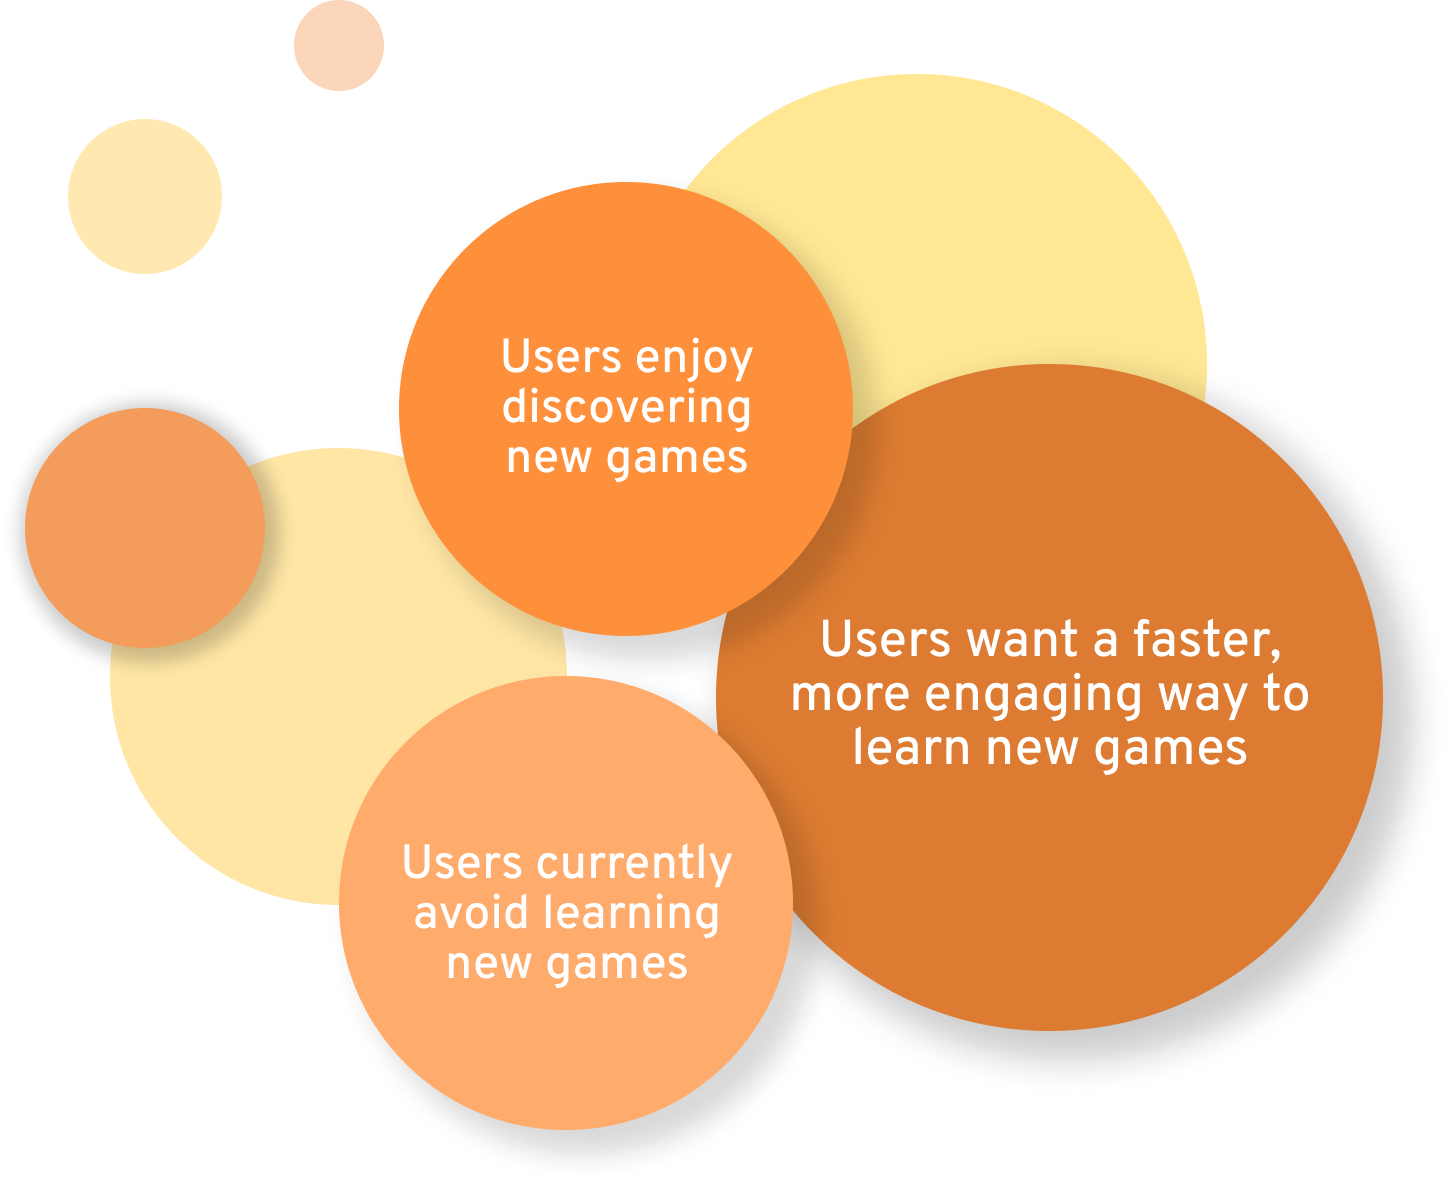 Users enjoy
discovering
new games
Users want a faster,
more engaging way to
learn new games
Users currently
avoid learning
new games